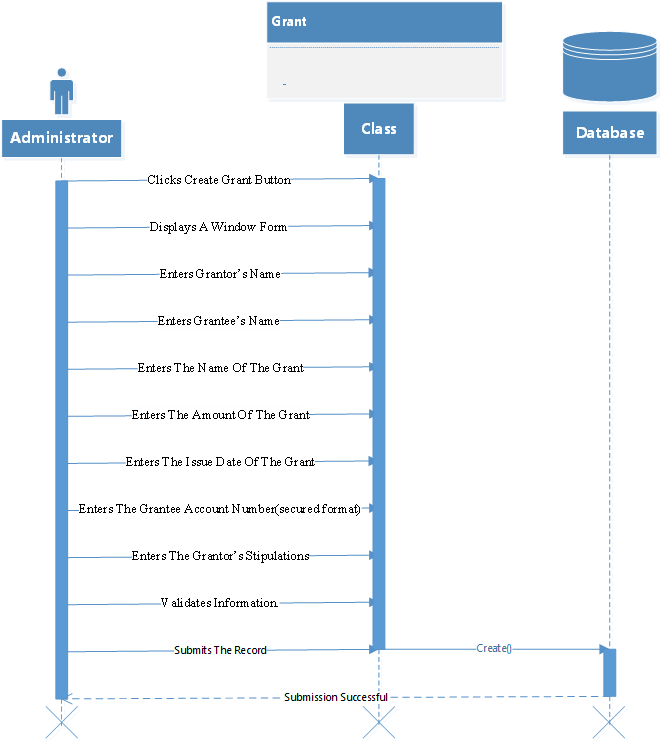 Grant
-
Administrator
Class
Database
Clicks Create Grant Button
Displays A Window Form
Enters Grantor's Name
Enters Grantee's Name
Enters The Name Of The Grant
Enters The Amount Of The Grant
Enters The Issue Date Of The Grant
Enters The Grantee Account Number(secured format)
Enters The Grantor's Stipulations
Validates Information
Submits The Record
Create()
Submission Successful